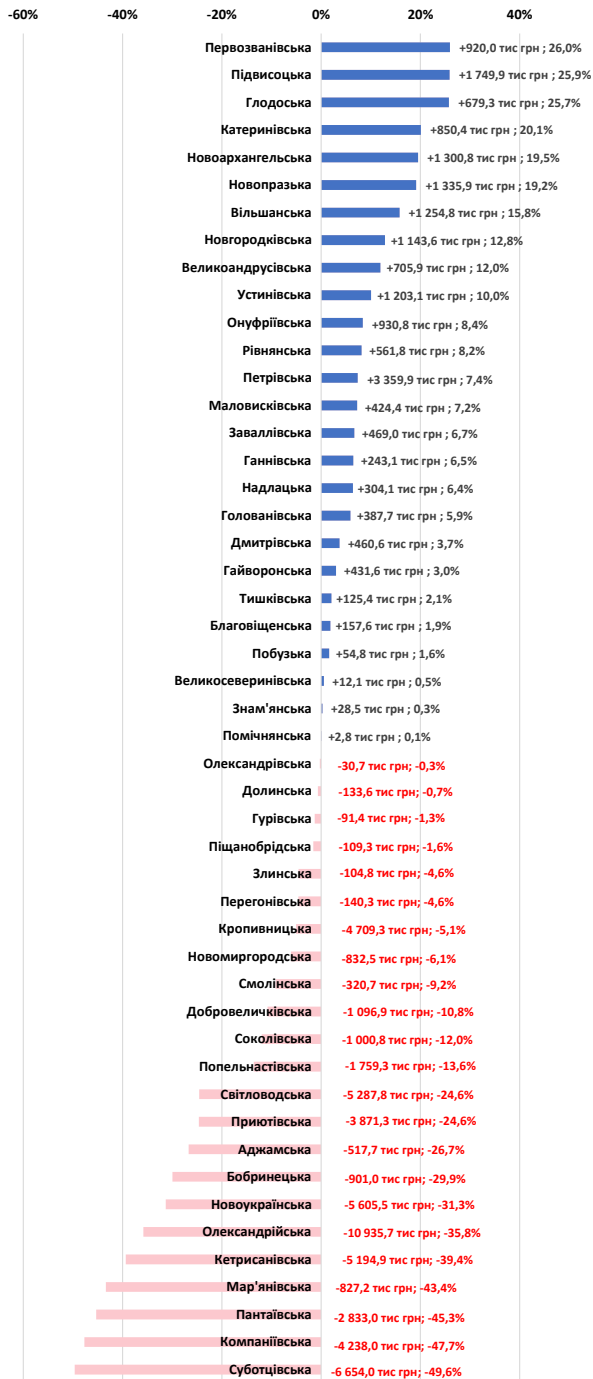 -60% -40% -20% 0% 20% 40%
Первозванівська +920,0 тис грн ; 26,0%
Підвисоцька +1 749,9 тис грн ; 25,9%
Глодоська +679,3 тис грн ; 25,7%
Катеринівська +850,4 тис грн ; 20,1%
Новоархангельська +1 300,8 тис грн ; 19,5%
Новопразька +1 335,9 тис грн ; 19,2%
Вільшанська +1 254,8 тис грн ; 15,8%
Новгородківська +1 143,6 тис грн ; 12,8%
Великоандрусівська +705,9 тис грн ; 12,0%
Устинівська +1 203,1 тис грн ; 10,0%
Онуфріївська +930,8 тис грн ; 8,4%
Рівнянська +561,8 тис грн ; 8,2%
Петрівська +3 359,9 тис грн ; 7,4%
Маловисківська +424,4 тис грн ; 7,2%
Заваллівська +469,0 тис грн ; 6,7%
Ганнівська +243,1 тис грн ; 6,5%
Надлацька +304,1 тис грн ; 6,4%
Голованівська +387,7 тис грн ; 5,9%
Дмитрівська +460,6 тис грн ; 3,7%
Гайворонська +431,6 тис грн ; 3,0%
Тишківська +125,4 тис грн ; 2,1%
Благовіщенська +157,6 тис грн ; 1,9%
Побузька +54,8 тис грн ; 1,6%
Великосеверинівська +12,1 тис грн ; 0,5%
Знам'янська +28,5 тис грн ; 0,3%
Помічнянська +2,8 тис грн ; 0,1%
Олександрівська -30,7 тис грн; -0,3%
Долинська -133,6 тис грн; -0,7%
Гурівська -91,4 тис грн; -1,3%
Піщанобрідська -109,3 тис грн; -1,6%
Злинська -104,8 тис грн; -4,6%
Перегонівська -140,3 тис грн; -4,6%
Кропивницька -4 709,3 тис грн; -5,1%
Новомиргородська -832,5 тис грн; -6,1%
Смолінська -320,7 тис грн; -9,2%
Добровеличківська -1 096,9 тис грн; -10,8%
Соколівська -1 000,8 тис грн; -12,0%
Попельнастівська -1 759,3 тис грн; -13,6%
Світловодська -5 287,8 тис грн; -24,6%
Приютівська -3 871,3 тис грн; -24,6%
Аджамська -517,7 тис грн; -26,7%
Бобринецька -901,0 тис грн; -29,9%
Новоукраїнська -5 605,5 тис грн; -31,3%
Олександрійська -10 935,7 тис грн; -35,8%
Кетрисанівська -5 194,9 тис грн; -39,4%
Мар'янівська -827,2 тис грн; -43,4%
Пантаївська -2 833,0 тис грн; -45,3%
Компаніївська -4 238,0 тис грн; -47,7%
Суботцівська -6 654,0 тис грн; -49,6%